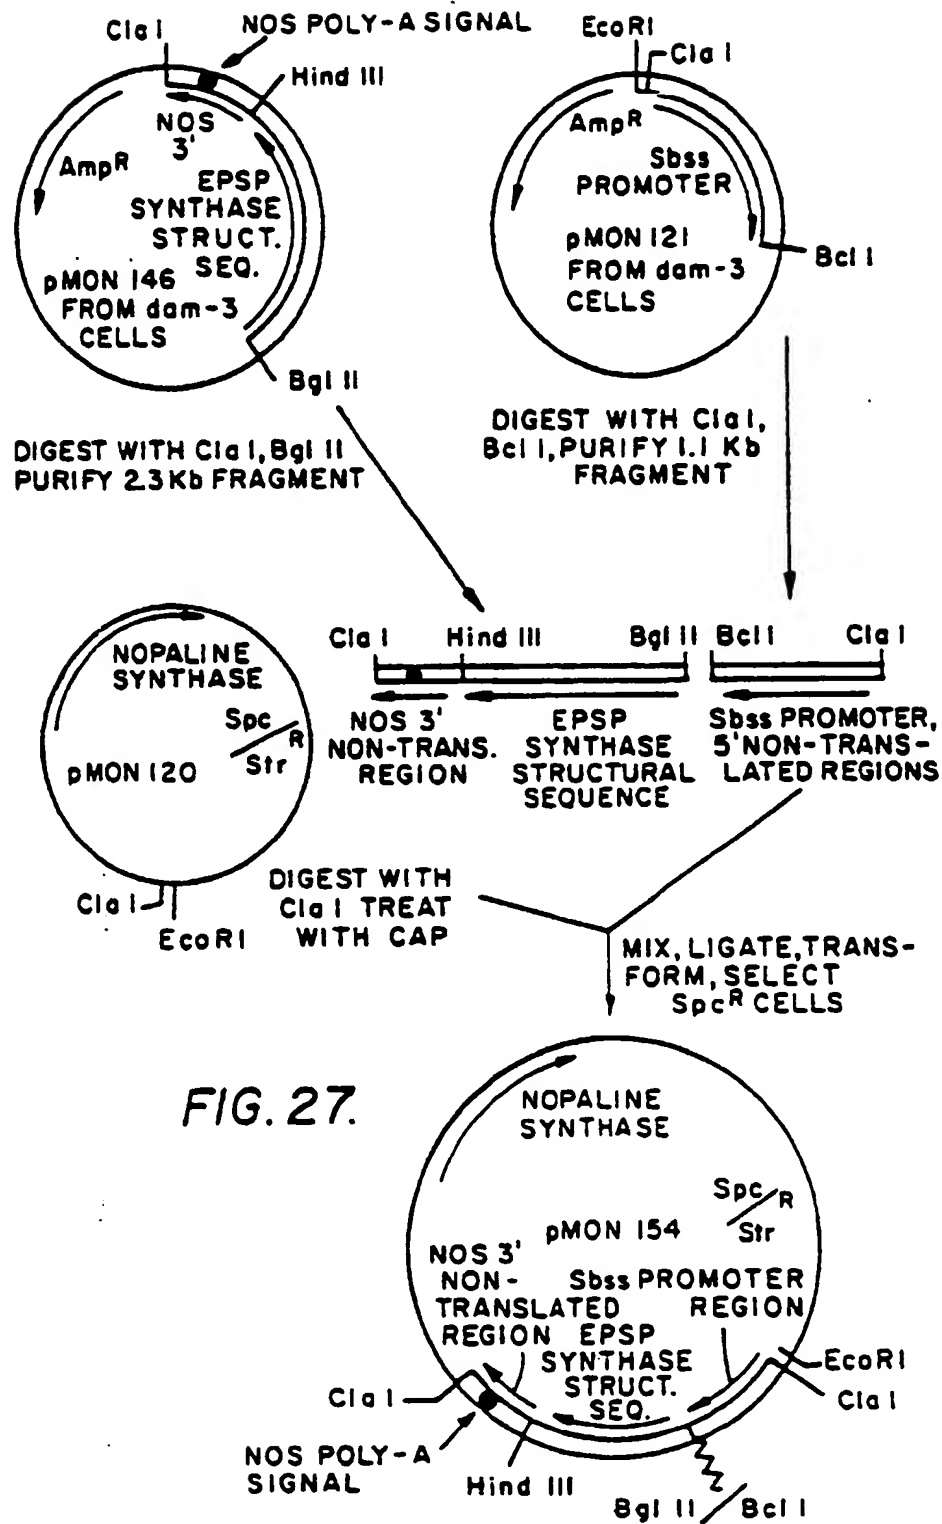 Cla I
NOS POLY-A SIGNAL
Hind III
NOS
3'
AmpR
EPSP
SYNTHASE
STRUCT.
SEQ.
pMON 146
FROM dam-3
CELLS
Bgl II
EcoRI
Cla I
AmpR
Sbss
PROMOTER
pMON 121
FROM dam-3
CELLS
Bcl I
DIGEST WITH Cla I, Bgl II
PURIFY 2.3 Kb FRAGMENT
DIGEST WITH Cla I,
Bcl I, PURIFY 1.1 Kb
FRAGMENT
NOPALINE
SYNTHASE
Spc
R
Str
pMON 120
Cla I
EcoRI
Cla I
Hind III
Bgl II
Bcl I
Cla I
NOS 3'
NON-TRANS.
REGION
EPSP
SYNTHASE
STRUCTURAL
SEQUENCE
Sbss PROMOTER,
5' NON-TRANS-
LATED REGIONS
DIGEST WITH
Cla I TREAT
WITH CAP
MIX, LIGATE, TRANS-
FORM, SELECT
SpcR CELLS
FIG. 27.
NOPALINE
SYNTHASE
Spc
R
Str
pMON 154
NOS 3'
NON-
TRANSLATED
REGION
Sbss PROMOTER
REGION
EPSP
SYNTHASE
STRUCT.
SEQ.
EcoRI
Cla I
Cla I
NOS POLY-A
SIGNAL
Hind III
Bgl II
Bcl I